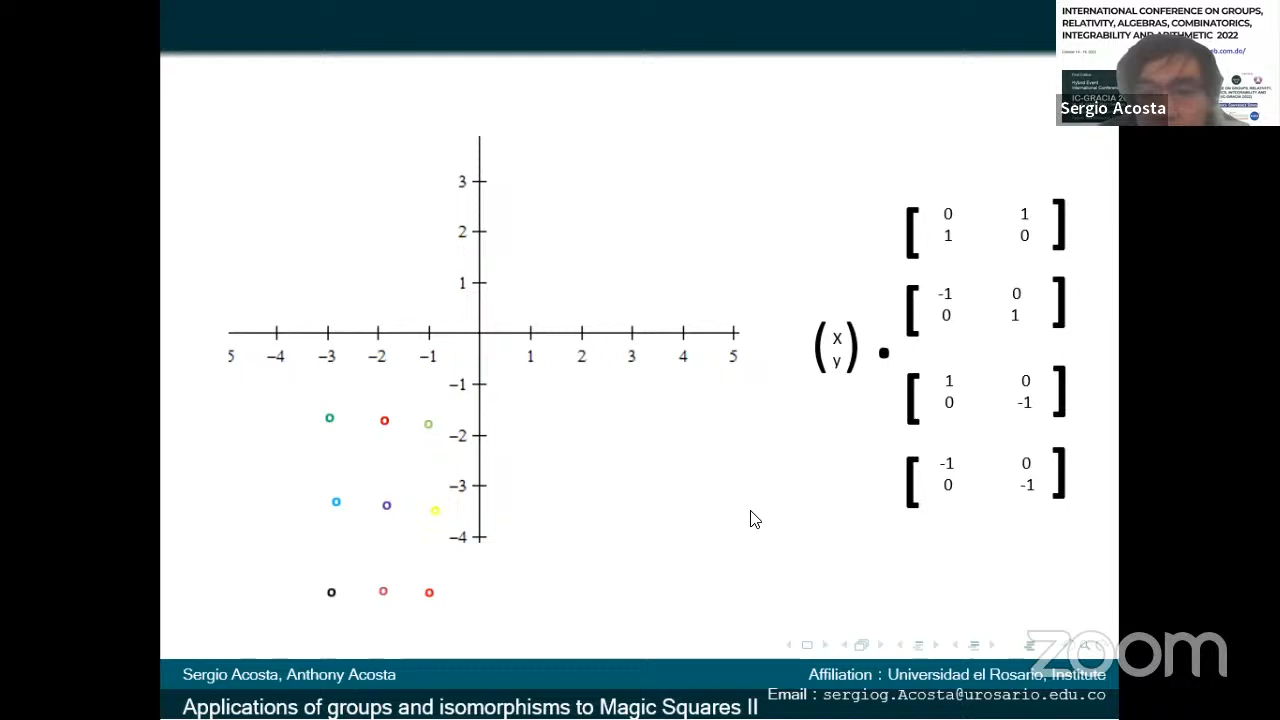 INTERNATIONAL CONFERENCE ON GROUPS,
RELATIVITY, ALGEBRAS, COMBINATORICS,
INTEGRABILITY AND ARITHMETIC 2022
Sergio Acosta
3
2
1
5 −4 −3 −2 −1 1 2 3 4 5
−1
−2
−3
−4
o o o
o o o
o o o
x
y
0 1
1 0
-1 0
0 1
1 0
0 -1
-1 0
0 -1
zoom
Sergio Acosta, Anthony Acosta
Affiliation : Universidad el Rosario, Institute
Email : sergiog.Acosta@urosario.edu.co
Applications of groups and isomorphisms to Magic Squares II